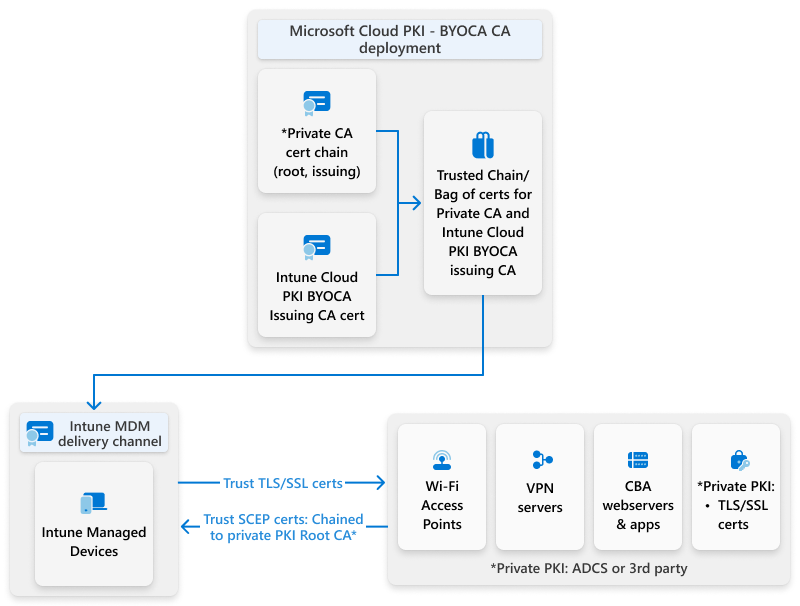 Microsoft Cloud PKI - BYOCA CA
deployment
*Private CA
cert chain
(root, issuing)
Intune Cloud
PKI BYOCA
Issuing CA cert
Trusted Chain/
Bag of certs for
Private CA and
Intune Cloud
PKI BYOCA
issuing CA
Intune MDM
delivery channel
Intune Managed
Devices
Trust TLS/SSL certs
Trust SCEP certs: Chained
to private PKI Root CA*
Wi-Fi
Access
Points
VPN
servers
CBA
webservers
& apps
*Private PKI:
• TLS/SSL
certs
*Private PKI: ADCS or 3rd party